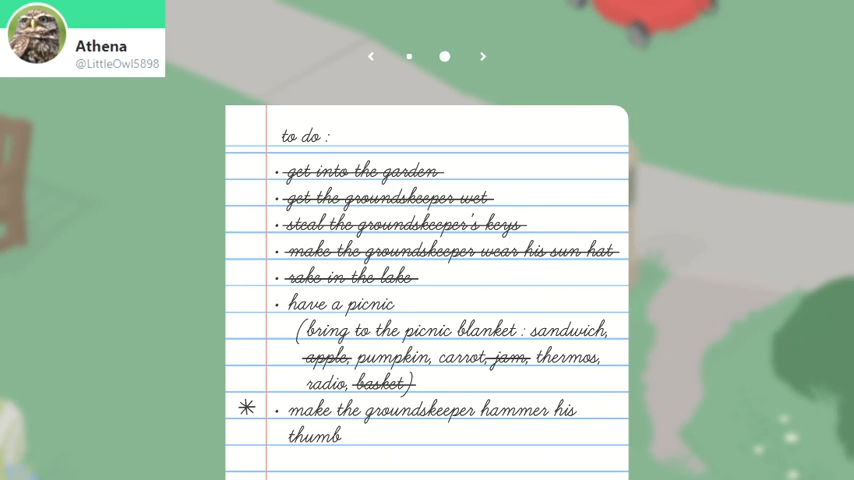 Athena
@LittleOwl5898
to do :
• get into the garden
• get the groundskeeper wet
• steal the groundskeeper's keys
• make the groundskeeper wear his sun hat
• rake in the lake
• have a picnic
(bring to the picnic blanket : sandwich,
apple, pumpkin, carrot, jam, thermos,
radio, basket)
* • make the groundskeeper hammer his
thumb